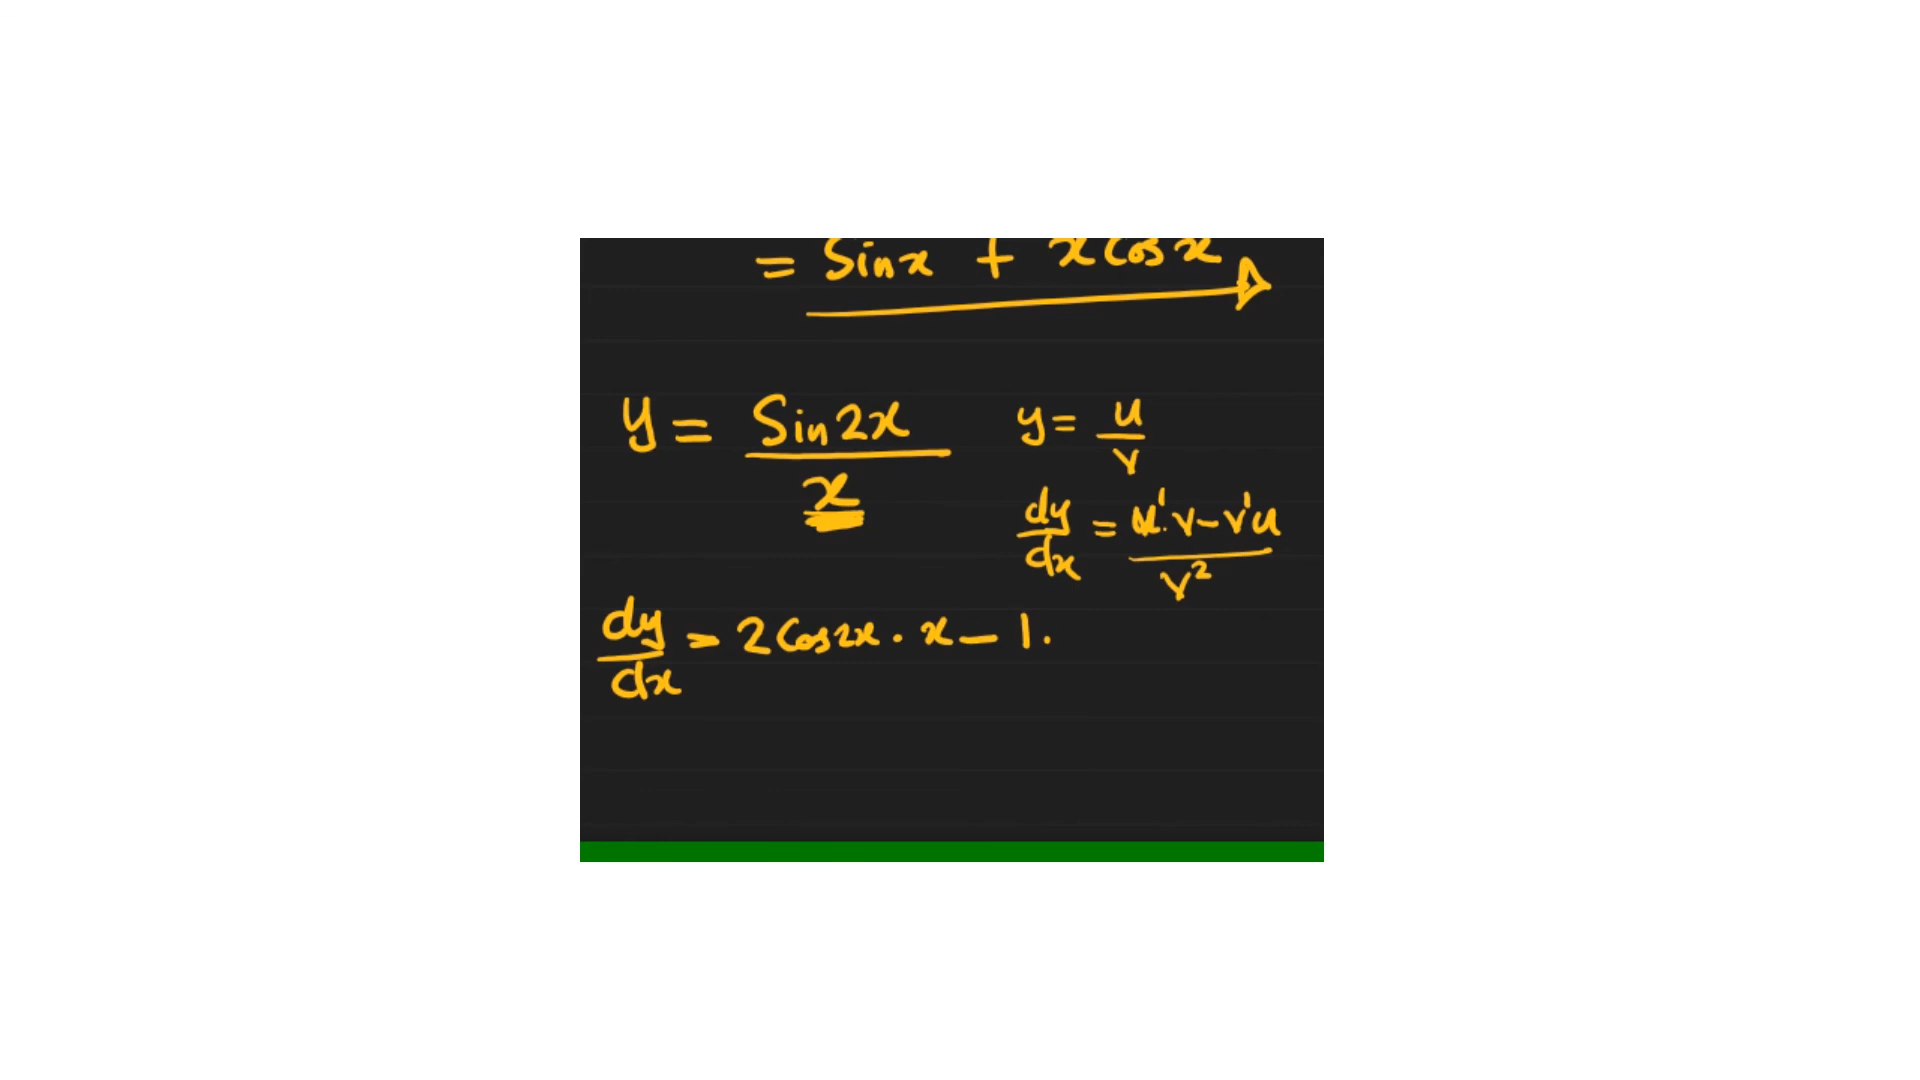 = Sinx + xCosx
y = Sin2x / x
y = u / v
dy/dx = u'.v - v'u / v²
dy/dx = 2Cos2x . x - 1.